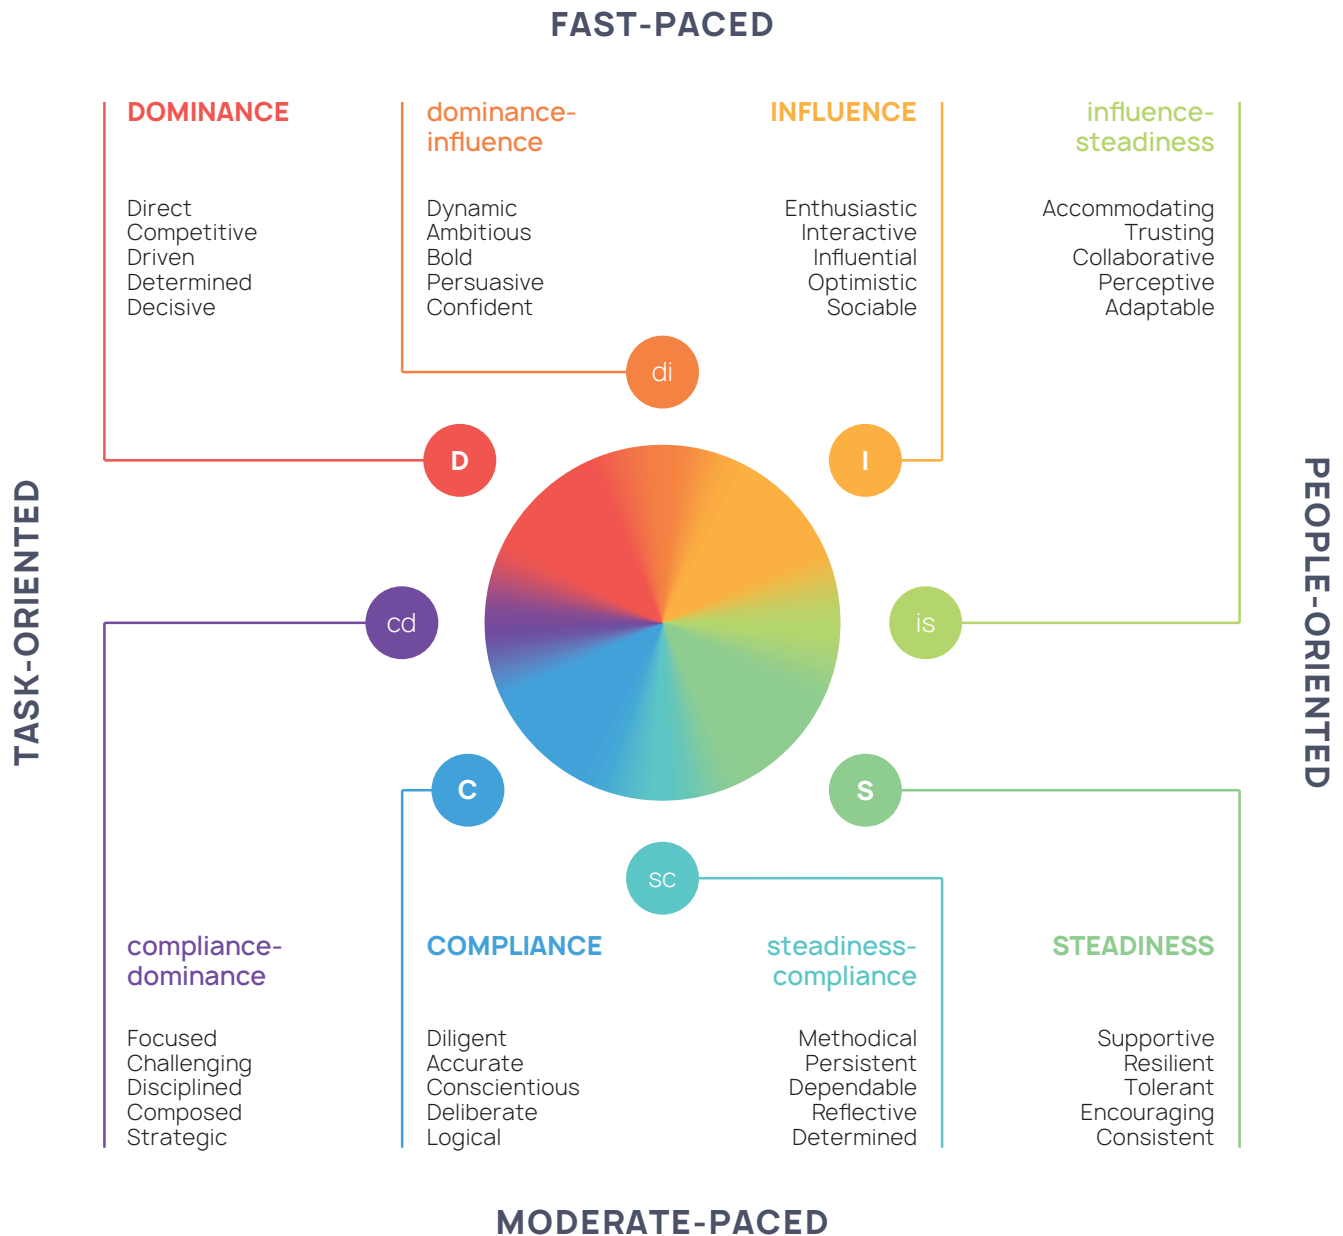 FAST-PACED
DOMINANCE
Direct
Competitive
Driven
Determined
Decisive
dominance-
influence
Dynamic
Ambitious
Bold
Persuasive
Confident
INFLUENCE
Enthusiastic
Interactive
Influential
Optimistic
Sociable
influence-
steadiness
Accommodating
Trusting
Collaborative
Perceptive
Adaptable
di
D
I
TASK-ORIENTED
PEOPLE-ORIENTED
cd
is
C
S
sc
compliance-
dominance
Focused
Challenging
Disciplined
Composed
Strategic
COMPLIANCE
Diligent
Accurate
Conscientious
Deliberate
Logical
steadiness-
compliance
Methodical
Persistent
Dependable
Reflective
Determined
STEADINESS
Supportive
Resilient
Tolerant
Encouraging
Consistent
MODERATE-PACED